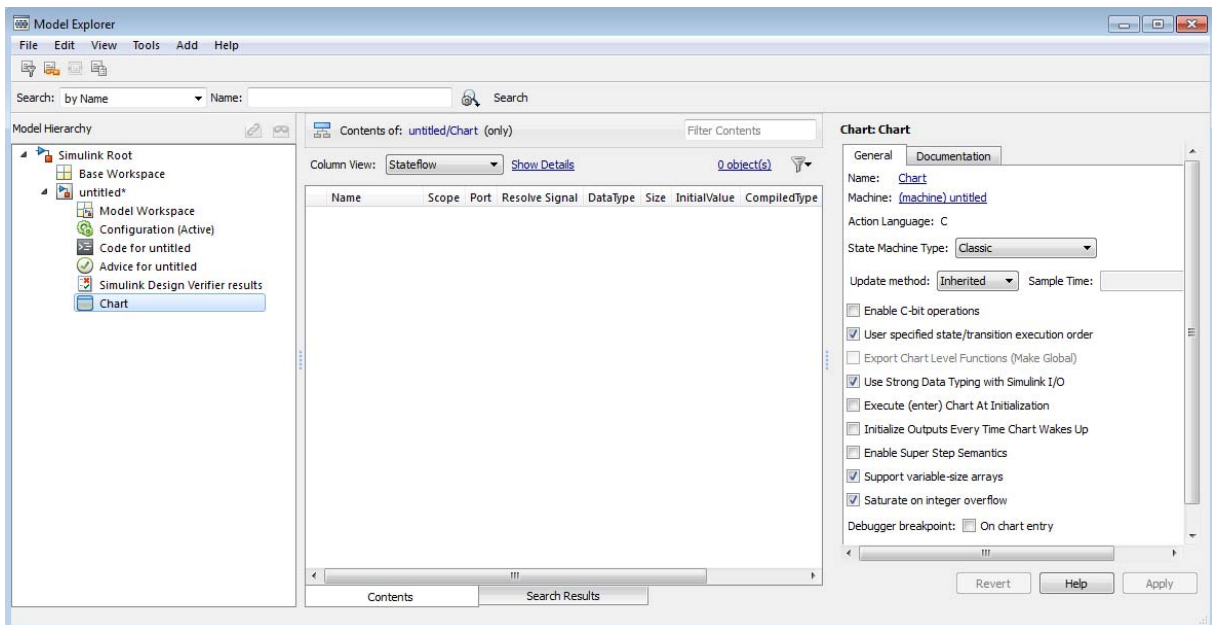 Model Explorer
File Edit View Tools Add Help
Search: by Name Name: Search
Model Hierarchy
Simulink Root
Base Workspace
untitled*
Model Workspace
Configuration (Active)
Code for untitled
Advice for untitled
Simulink Design Verifier results
Chart
Contents of: untitled/Chart (only) Filter Contents
Column View: Stateflow Show Details 0 object(s)
Name Scope Port Resolve Signal DataType Size InitialValue CompiledType
Contents Search Results
Chart: Chart
General Documentation
Name: Chart
Machine: (machine) untitled
Action Language: C
State Machine Type: Classic
Update method: Inherited Sample Time:
Enable C-bit operations
User specified state/transition execution order
Export Chart Level Functions (Make Global)
Use Strong Data Typing with Simulink I/O
Execute (enter) Chart At Initialization
Initialize Outputs Every Time Chart Wakes Up
Enable Super Step Semantics
Support variable-size arrays
Saturate on integer overflow
Debugger breakpoint: On chart entry
Revert Help Apply